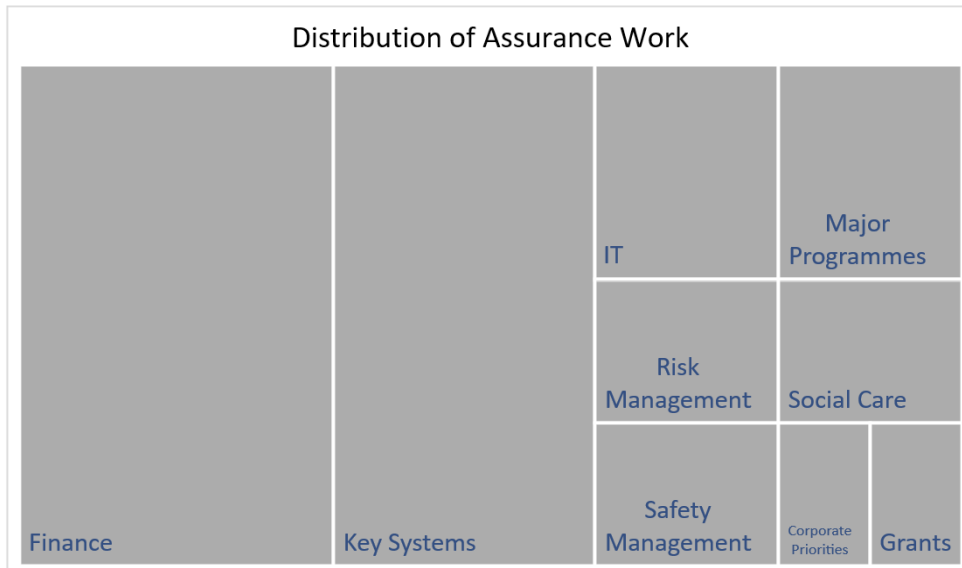 Distribution of Assurance Work
Finance
Key Systems
IT
Major
Programmes
Risk
Management
Social Care
Safety
Management
Corporate
Priorities
Grants